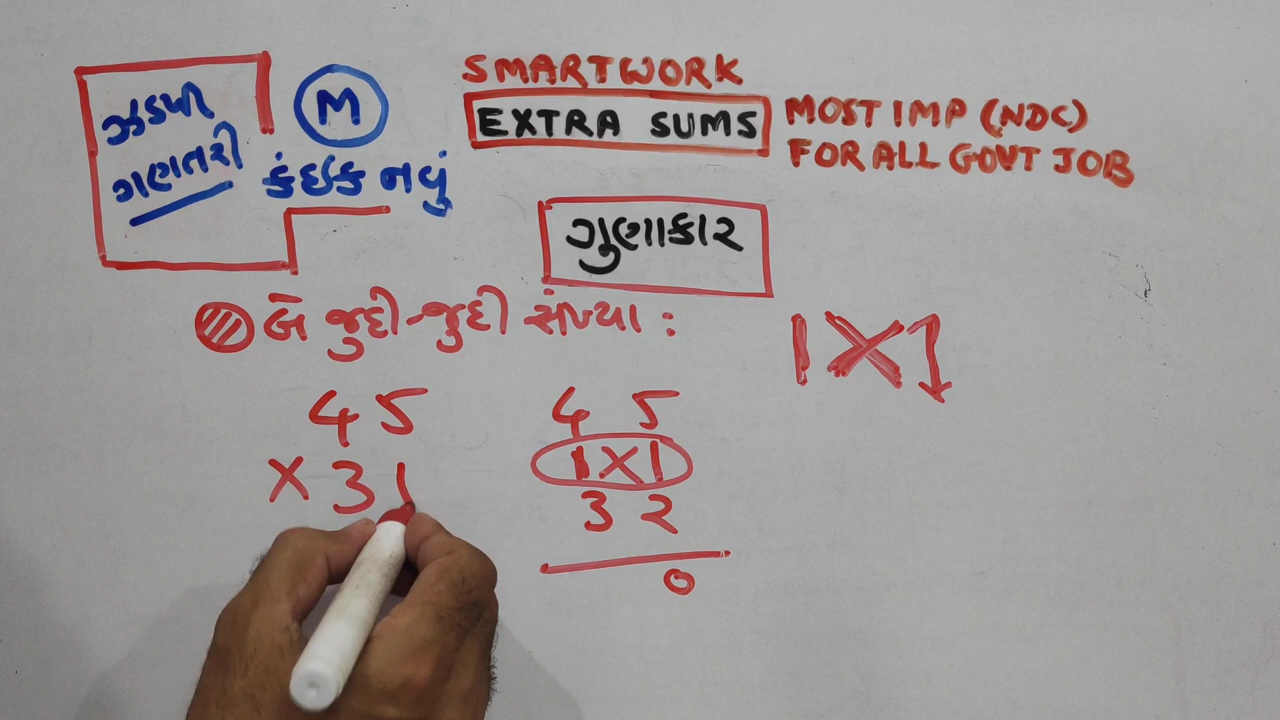 ઝડપી
ગણતરી
M
કંઈક નવું
SMARTWORK
EXTRA SUMS
MOST IMP (NDC)
FOR ALL GOVT JOB
ગુણાકાર
બે જુદી-જુદી સંખ્યા :
1X1
45
× 31
45
1X1
32
0